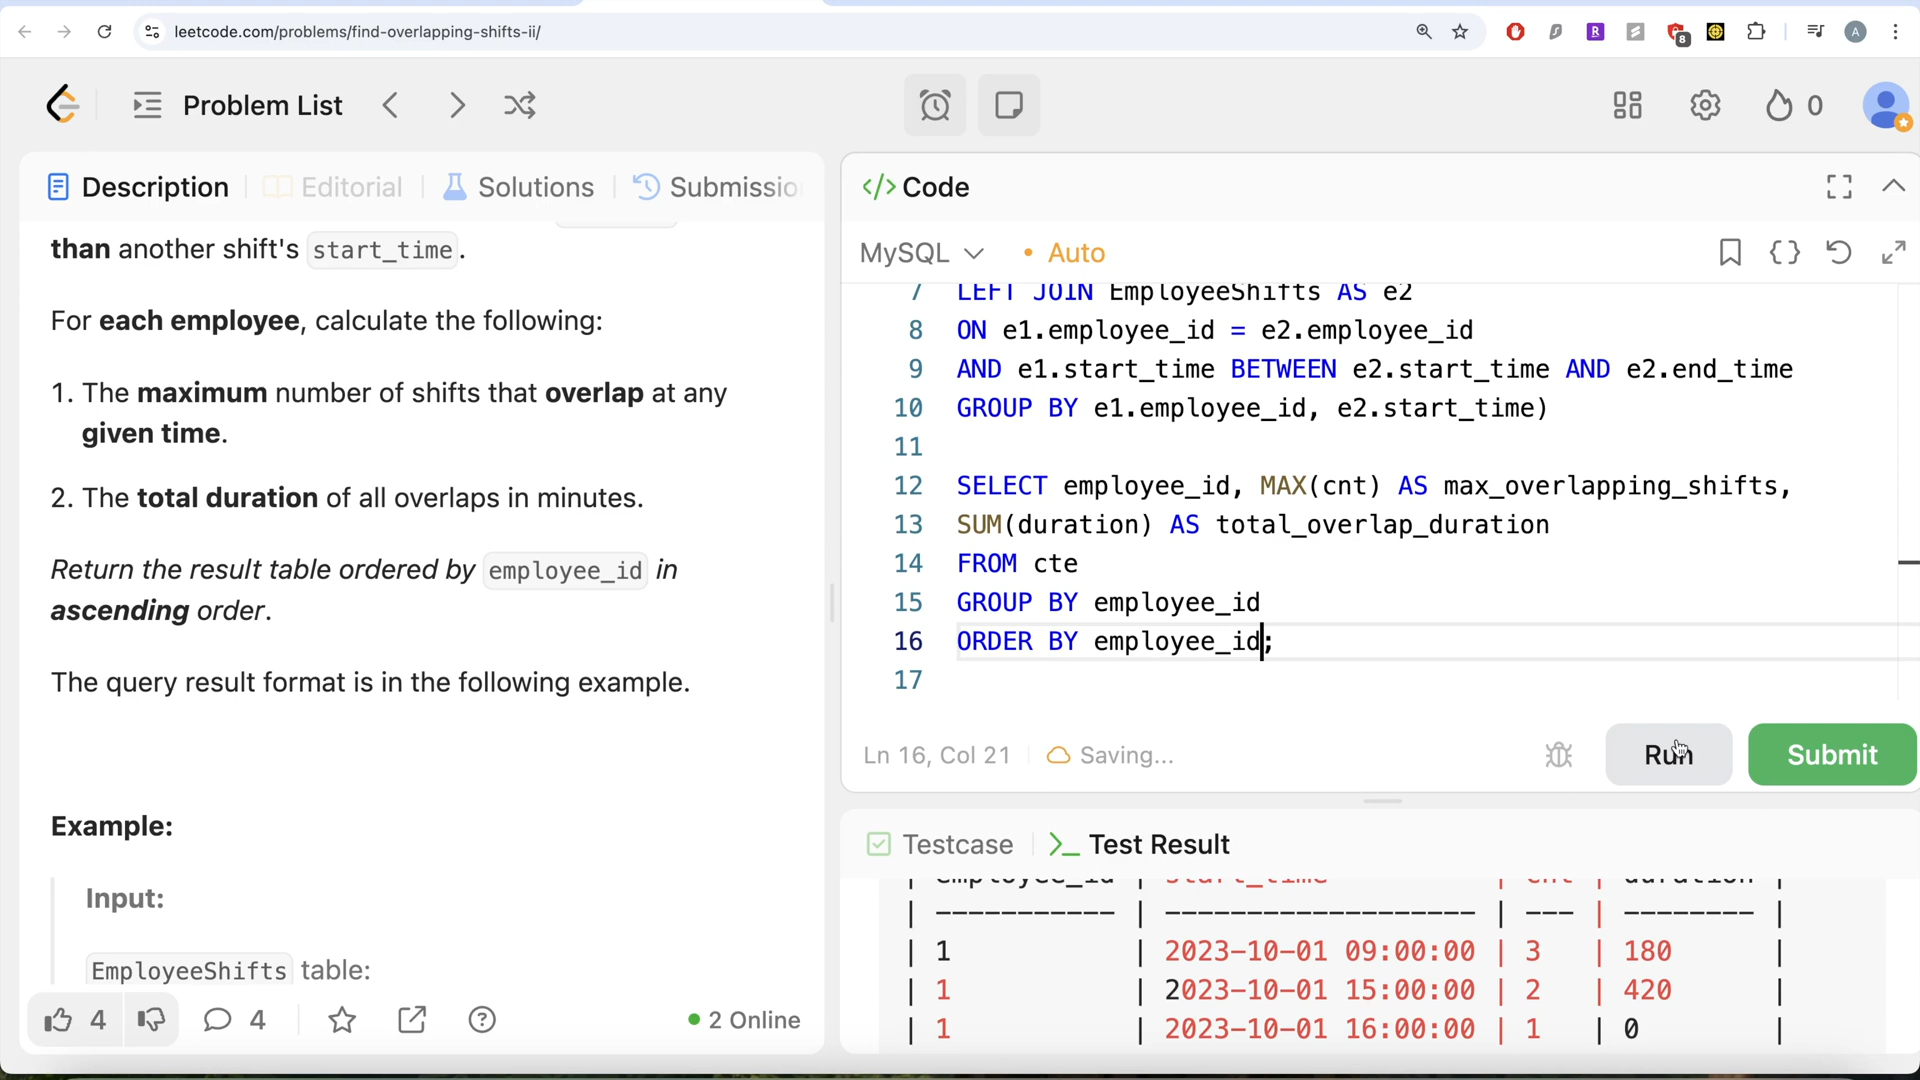 leetcode.com/problems/find-overlapping-shifts-ii/
8
A
Problem List
0
Description
Editorial
Solutions
Submissio
than another shift's start_time.
For each employee, calculate the following:
1. The maximum number of shifts that overlap at any
given time.
2. The total duration of all overlaps in minutes.
Return the result table ordered by employee_id in
ascending order.
The query result format is in the following example.
Example:
Input:
EmployeeShifts table:
4
4
2 Online
</> Code
MySQL
Auto
7 LEFT JOIN EmployeeShifts AS e2
8 ON e1.employee_id = e2.employee_id
9 AND e1.start_time BETWEEN e2.start_time AND e2.end_time
10 GROUP BY e1.employee_id, e2.start_time)
11
12 SELECT employee_id, MAX(cnt) AS max_overlapping_shifts,
13 SUM(duration) AS total_overlap_duration
14 FROM cte
15 GROUP BY employee_id
16 ORDER BY employee_id;
17
Ln 16, Col 21
Saving...
Run
Submit
Testcase
>_ Test Result
| employee_id | start_time | cnt | duration |
| ----------- | ------------------- | --- | -------- |
| 1 | 2023-10-01 09:00:00 | 3 | 180 |
| 1 | 2023-10-01 15:00:00 | 2 | 420 |
| 1 | 2023-10-01 16:00:00 | 1 | 0 |